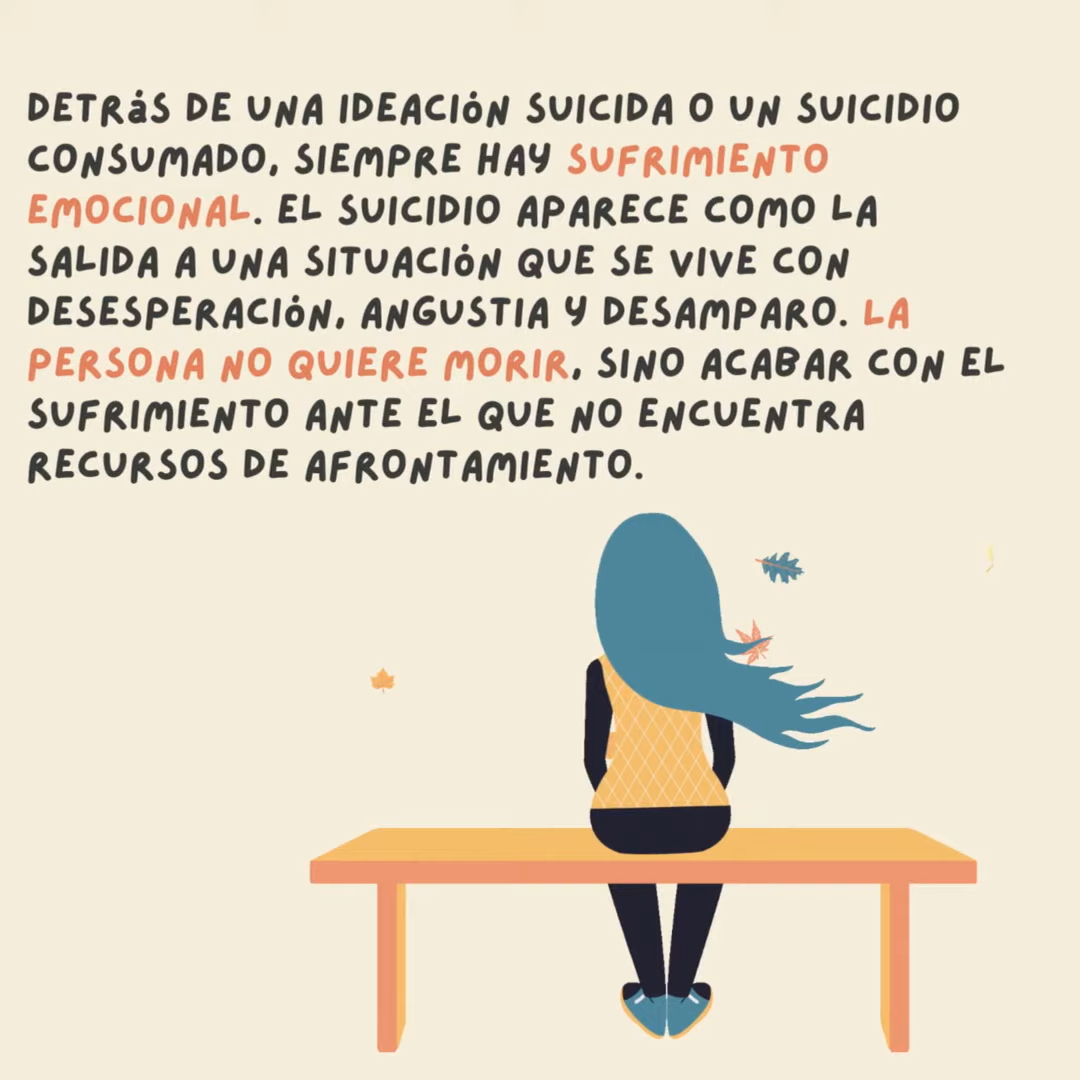 DETRáS DE UNA IDEACIóN SUICIDA O UN SUICIDIO
CONSUMADO, SIEMPRE HAY SUFRIMIENTO
EMOCIONAL. EL SUICIDIO APARECE COMO LA
SALIDA A UNA SITUACIóN QUE SE VIVE CON
DESESPERACIóN, ANGUSTIA Y DESAMPARO. LA
PERSONA NO QUIERE MORIR, SINO ACABAR CON EL
SUFRIMIENTO ANTE EL QUE NO ENCUENTRA
RECURSOS DE AFRONTAMIENTO.